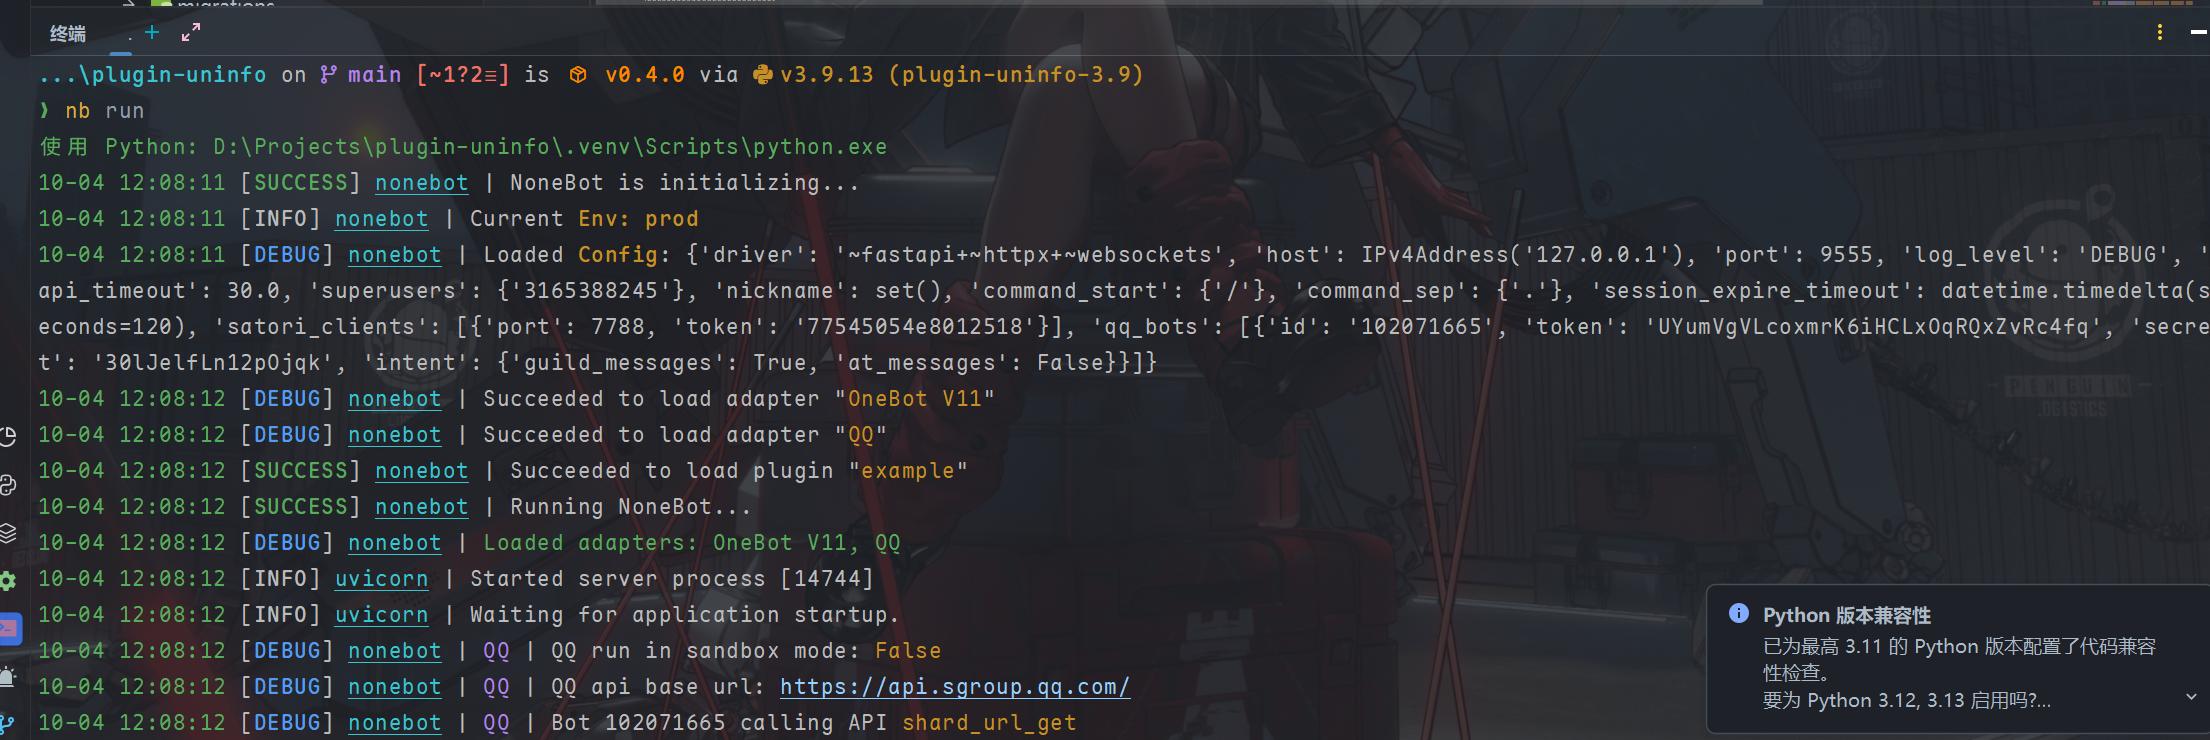 migrations
终端
...\plugin-uninfo on main [~1?2≡] is v0.4.0 via v3.9.13 (plugin-uninfo-3.9)
❯ nb run
使用 Python: D:\Projects\plugin-uninfo\.venv\Scripts\python.exe
10-04 12:08:11 [SUCCESS] nonebot | NoneBot is initializing...
10-04 12:08:11 [INFO] nonebot | Current Env: prod
10-04 12:08:11 [DEBUG] nonebot | Loaded Config: {'driver': '~fastapi+~httpx+~websockets', 'host': IPv4Address('127.0.0.1'), 'port': 9555, 'log_level': 'DEBUG', '
api_timeout': 30.0, 'superusers': {'3165388245'}, 'nickname': set(), 'command_start': {'/'}, 'command_sep': {'.'}, 'session_expire_timeout': datetime.timedelta(s
econds=120), 'satori_clients': [{'port': 7788, 'token': '77545054e8012518'}], 'qq_bots': [{'id': '102071665', 'token': 'UYumVgVLcoxmrK6iHCLxOqRQxZvRc4fq', 'secre
t': '30lJelfLn12pOjqk', 'intent': {'guild_messages': True, 'at_messages': False}}]}
10-04 12:08:12 [DEBUG] nonebot | Succeeded to load adapter "OneBot V11"
10-04 12:08:12 [DEBUG] nonebot | Succeeded to load adapter "QQ"
10-04 12:08:12 [SUCCESS] nonebot | Succeeded to load plugin "example"
10-04 12:08:12 [SUCCESS] nonebot | Running NoneBot...
10-04 12:08:12 [DEBUG] nonebot | Loaded adapters: OneBot V11, QQ
10-04 12:08:12 [INFO] uvicorn | Started server process [14744]
10-04 12:08:12 [INFO] uvicorn | Waiting for application startup.
10-04 12:08:12 [DEBUG] nonebot | QQ | QQ run in sandbox mode: False
10-04 12:08:12 [DEBUG] nonebot | QQ | QQ api base url: https://api.sgroup.qq.com/
10-04 12:08:12 [DEBUG] nonebot | QQ | Bot 102071665 calling API shard_url_get
PENGUIN
LOGISTICS
Python 版本兼容性
已为最高 3.11 的 Python 版本配置了代码兼容
性检查。
要为 Python 3.12, 3.13 启用吗?...